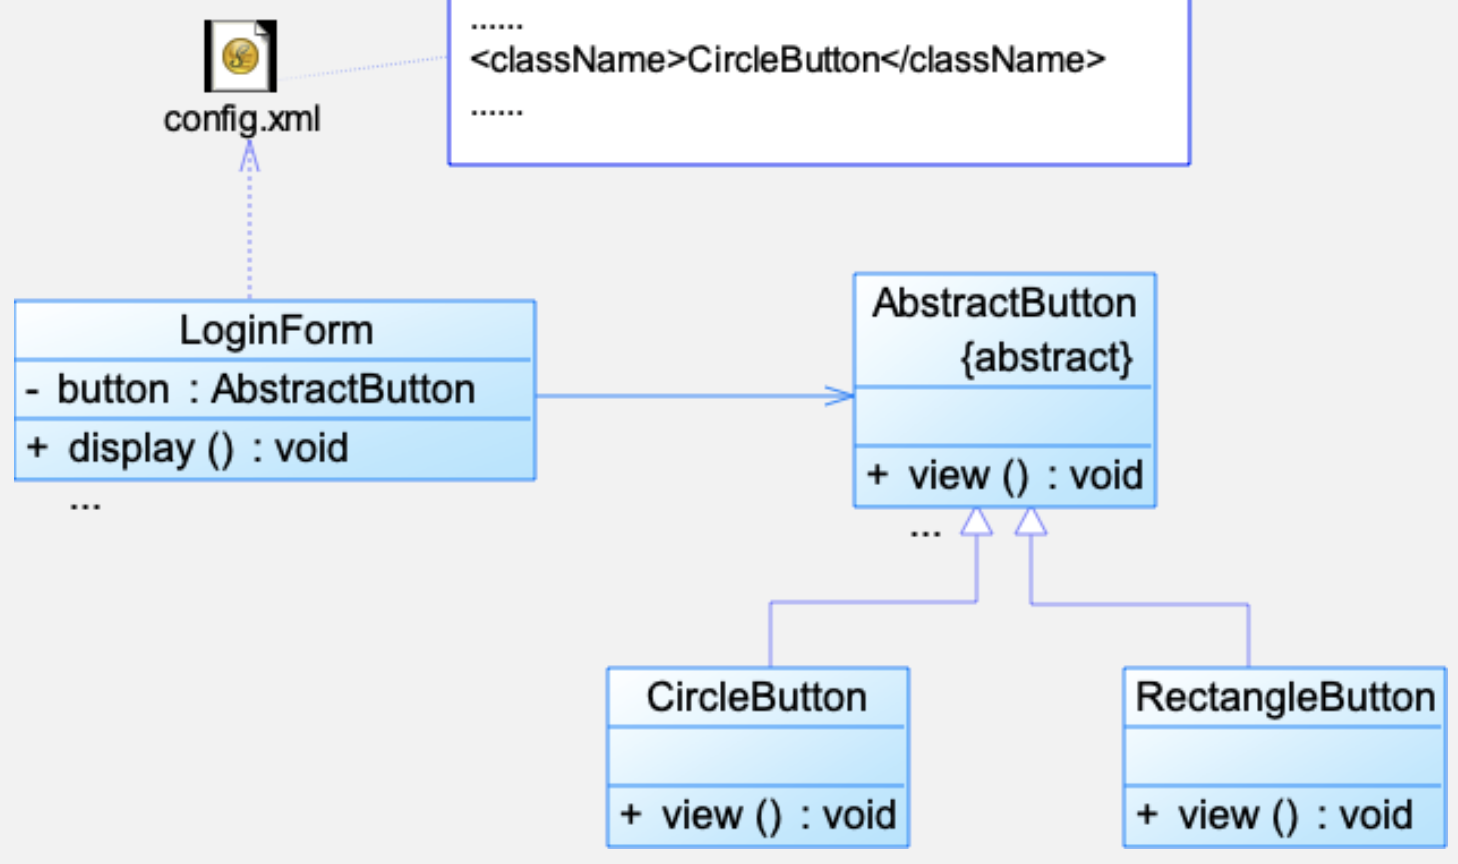 ......
<className>CircleButton</className>
......
config.xml
LoginForm
- button : AbstractButton
+ display () : void
...
AbstractButton
{abstract}
+ view () : void
...
CircleButton
+ view () : void
RectangleButton
+ view () : void